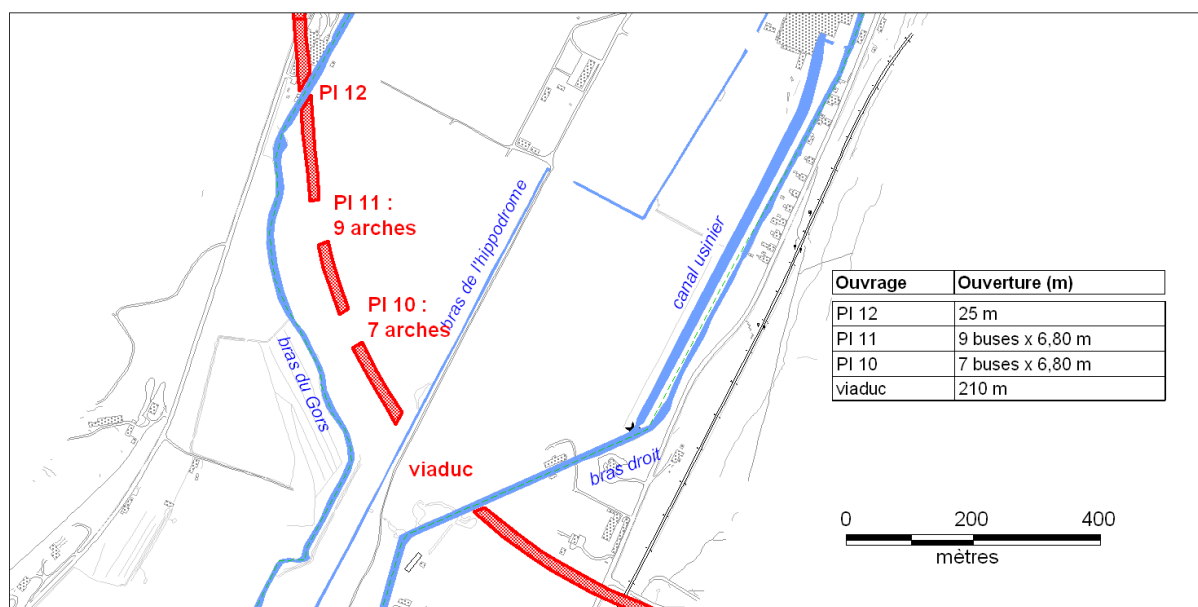 PI 12
PI 11 :
9 arches
PI 10 :
7 arches
bras de l'hippodrome
canal usinier
bras du Gors
viaduc
bras droit
Ouvrage Ouverture (m)
PI 12 25 m
PI 11 9 buses x 6,80 m
PI 10 7 buses x 6,80 m
viaduc 210 m
0 200 400
mètres